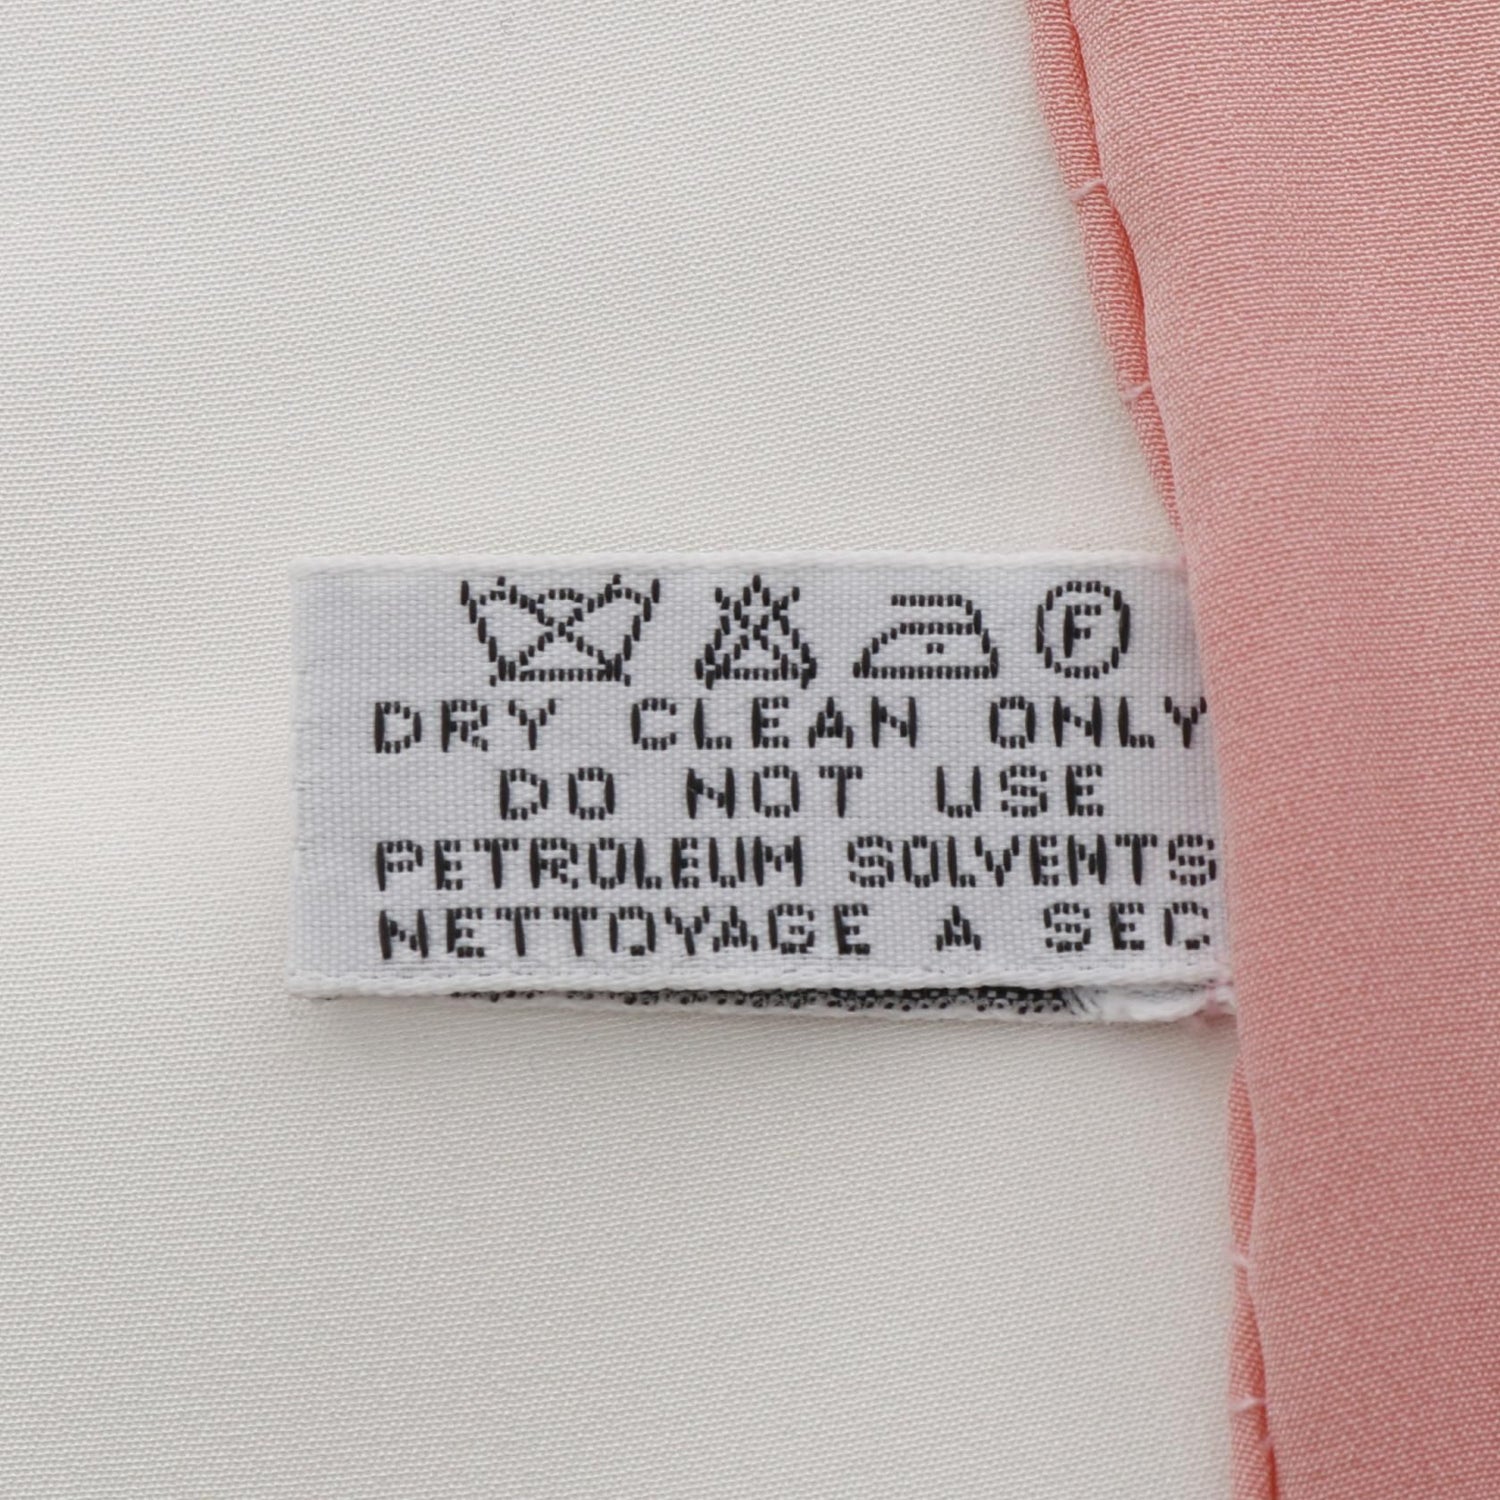 F
DRY CLEAN ONLY
DO NOT USE
PETROLEUM SOLVENTS
NETTOYAGE A SEC